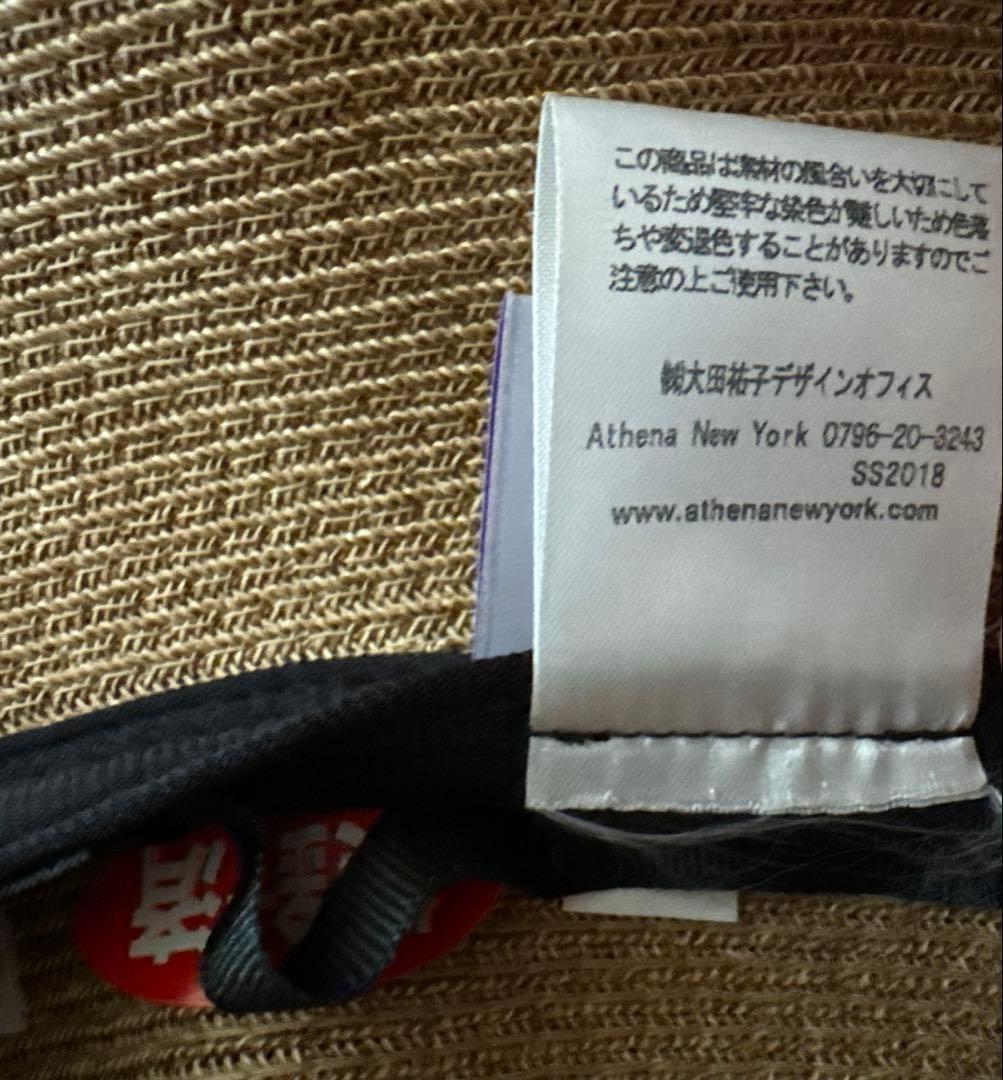 この商品は素材の風合いを大切にして
いるため堅牢な染色が難しいため色落
ちや変退色することがありますのでご
注意の上ご使用下さい。
㈱大田祐子デザインオフィス
Athena New York 0796-20-3243
SS2018
www.athenanewyork.com